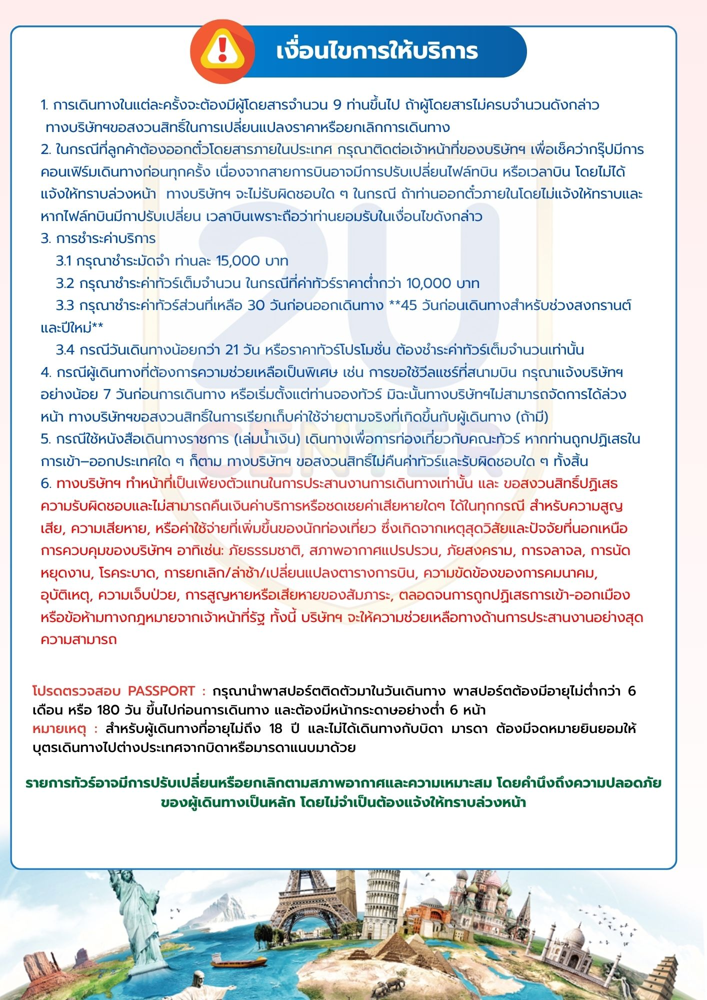 เงื่อนไขการให้บริการ
1. การเดินทางในแต่ละครั้งจะต้องมีผู้โดยสารจำนวน 9 ท่านขึ้นไป ถ้าผู้โดยสารไม่ครบจำนวนดังกล่าว
ทางบริษัทฯขอสงวนสิทธิ์ในการเปลี่ยนแปลงราคาหรือยกเลิกการเดินทาง
2. ในกรณีที่ลูกค้าต้องออกตั๋วโดยสารภายในประเทศ กรุณาติดต่อเจ้าหน้าที่ของบริษัทฯ เพื่อเช็คว่ากรุ๊ปมีการ
คอนเฟิร์มเดินทางก่อนทุกครั้ง เนื่องจากสายการบินอาจมีการปรับเปลี่ยนไฟล์ทบิน หรือเวลาบิน โดยไม่ได้
แจ้งให้ทราบล่วงหน้า ทางบริษัทฯ จะไม่รับผิดชอบใด ๆ ในกรณี ถ้าท่านออกตั๋วภายในโดยไม่แจ้งให้ทราบและ
หากไฟล์ทบินมีกาปรับเปลี่ยน เวลาบินเพราะถือว่าท่านยอมรับในเงื่อนไขดังกล่าว
3. การชำระค่าบริการ
3.1 กรุณาชำระมัดจำ ท่านละ 15,000 บาท
3.2 กรุณาชำระค่าทัวร์เต็มจำนวน ในกรณีที่ค่าทัวร์ราคาต่ำกว่า 10,000 บาท
3.3 กรุณาชำระค่าทัวร์ส่วนที่เหลือ 30 วันก่อนออกเดินทาง **45 วันก่อนเดินทางสำหรับช่วงสงกรานต์
และปีใหม่**
3.4 กรณีวันเดินทางน้อยกว่า 21 วัน หรือราคาทัวร์โปรโมชั่น ต้องชำระค่าทัวร์เต็มจำนวนเท่านั้น
4. กรณีผู้เดินทางที่ต้องการความช่วยเหลือเป็นพิเศษ เช่น การขอใช้วีลแชร์ที่สนามบิน กรุณาแจ้งบริษัทฯ
อย่างน้อย 7 วันก่อนการเดินทาง หรือเริ่มตั้งแต่ท่านจองทัวร์ มิฉะนั้นทางบริษัทฯไม่สามารถจัดการได้ล่วง
หน้า ทางบริษัทฯขอสงวนสิทธิ์ในการเรียกเก็บค่าใช้จ่ายตามจริงที่เกิดขึ้นกับผู้เดินทาง (ถ้ามี)
5. กรณีใช้หนังสือเดินทางราชการ (เล่มน้ำเงิน) เดินทางเพื่อการท่องเที่ยวกับคณะทัวร์ หากท่านถูกปฏิเสธใน
การเข้า–ออกประเทศใด ๆ ก็ตาม ทางบริษัทฯ ขอสงวนสิทธิ์ไม่คืนค่าทัวร์และรับผิดชอบใด ๆ ทั้งสิ้น
6. ทางบริษัทฯ ทำหน้าที่เป็นเพียงตัวแทนในการประสานงานการเดินทางเท่านั้น และ ขอสงวนสิทธิ์ปฏิเสธ
ความรับผิดชอบและไม่สามารถคืนเงินค่าบริการหรือชดเชยค่าเสียหายใดๆ ได้ในทุกกรณี สำหรับความสูญ
เสีย, ความเสียหาย, หรือค่าใช้จ่ายที่เพิ่มขึ้นของนักท่องเที่ยว ซึ่งเกิดจากเหตุสุดวิสัยและปัจจัยที่นอกเหนือ
การควบคุมของบริษัทฯ อาทิเช่น: ภัยธรรมชาติ, สภาพอากาศแปรปรวน, ภัยสงคราม, การจลาจล, การนัด
หยุดงาน, โรคระบาด, การยกเลิก/ล่าช้า/เปลี่ยนแปลงตารางการบิน, ความขัดข้องของการคมนาคม,
อุบัติเหตุ, ความเจ็บป่วย, การสูญหายหรือเสียหายของสัมภาระ, ตลอดจนการถูกปฏิเสธการเข้า-ออกเมือง
หรือข้อห้ามทางกฎหมายจากเจ้าหน้าที่รัฐ ทั้งนี้ บริษัทฯ จะให้ความช่วยเหลือทางด้านการประสานงานอย่างสุด
ความสามารถ
2U
CENTER
โปรดตรวจสอบ PASSPORT : กรุณานำพาสปอร์ตติดตัวมาในวันเดินทาง พาสปอร์ตต้องมีอายุไม่ต่ำกว่า 6
เดือน หรือ 180 วัน ขึ้นไปก่อนการเดินทาง และต้องมีหน้ากระดาษอย่างต่ำ 6 หน้า
หมายเหตุ : สำหรับผู้เดินทางที่อายุไม่ถึง 18 ปี และไม่ได้เดินทางกับบิดา มารดา ต้องมีจดหมายยินยอมให้
บุตรเดินทางไปต่างประเทศจากบิดาหรือมารดาแนบมาด้วย
รายการทัวร์อาจมีการปรับเปลี่ยนหรือยกเลิกตามสภาพอากาศและความเหมาะสม โดยคำนึงถึงความปลอดภัย
ของผู้เดินทางเป็นหลัก โดยไม่จำเป็นต้องแจ้งให้ทราบล่วงหน้า